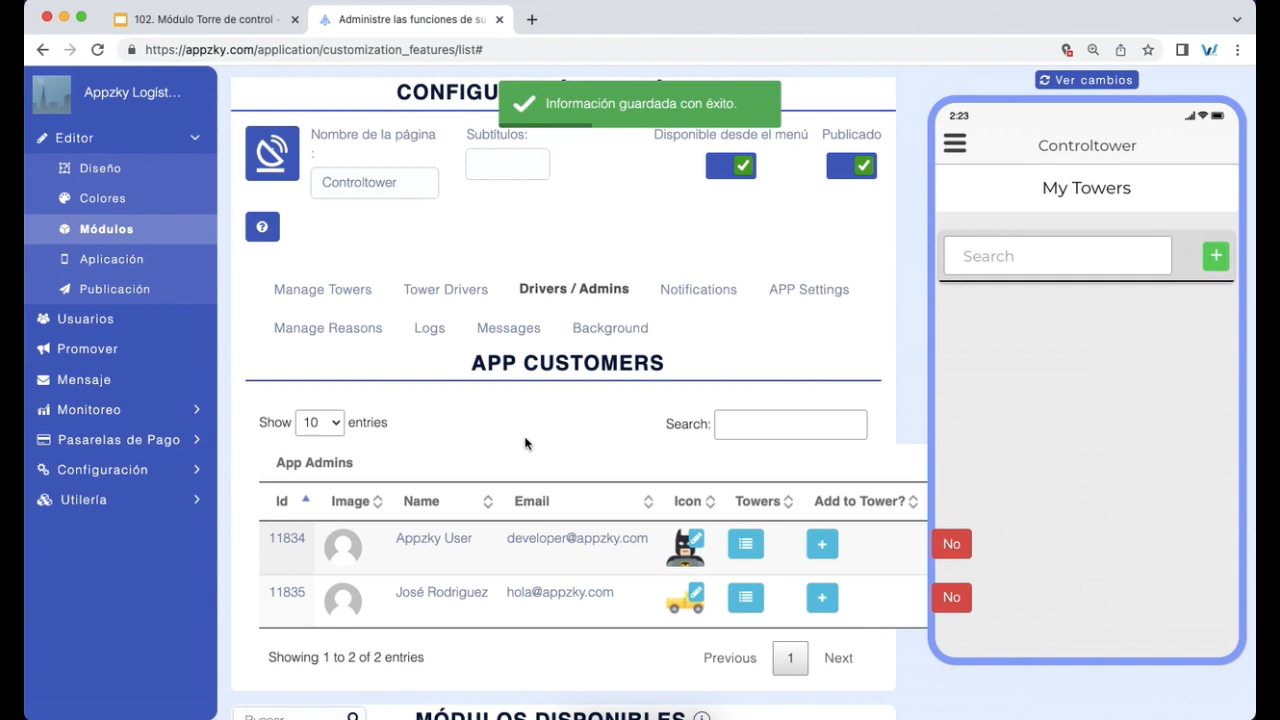 102. Módulo Torre de control -
Administre las funciones de su
https://appzky.com/application/customization_features/list#
Appzky Logíst...
Editor
Diseño
Colores
Módulos
Aplicación
Publicación
Usuarios
Promover
Mensaje
Monitoreo
Pasarelas de Pago
Configuración
Utilería
CONFIGU
Información guardada con éxito.
Nombre de la página
:
Controltower
Subtítulos:
Disponible desde el menú
Publicado
Manage Towers
Tower Drivers
Drivers / Admins
Notifications
APP Settings
Manage Reasons
Logs
Messages
Background
APP CUSTOMERS
Show 10 entries
Search:
App Admins
Id Image Name Email Icon Towers Add to Tower?
11834 Appzky User developer@appzky.com No
11835 José Rodriguez hola@appzky.com No
Showing 1 to 2 of 2 entries
Previous 1 Next
Buscar
MÓDULOS DISPONIBLES
Ver cambios
2:23
Controltower
My Towers
Search